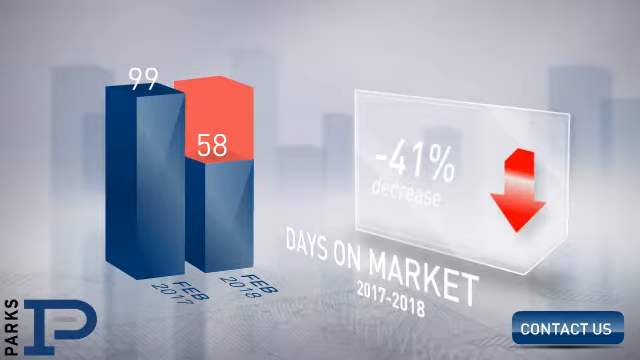 99
58
-41%
decrease
FEB
2017
FEB
2018
DAYS ON MARKET
2017-2018
PARKS
P
CONTACT US